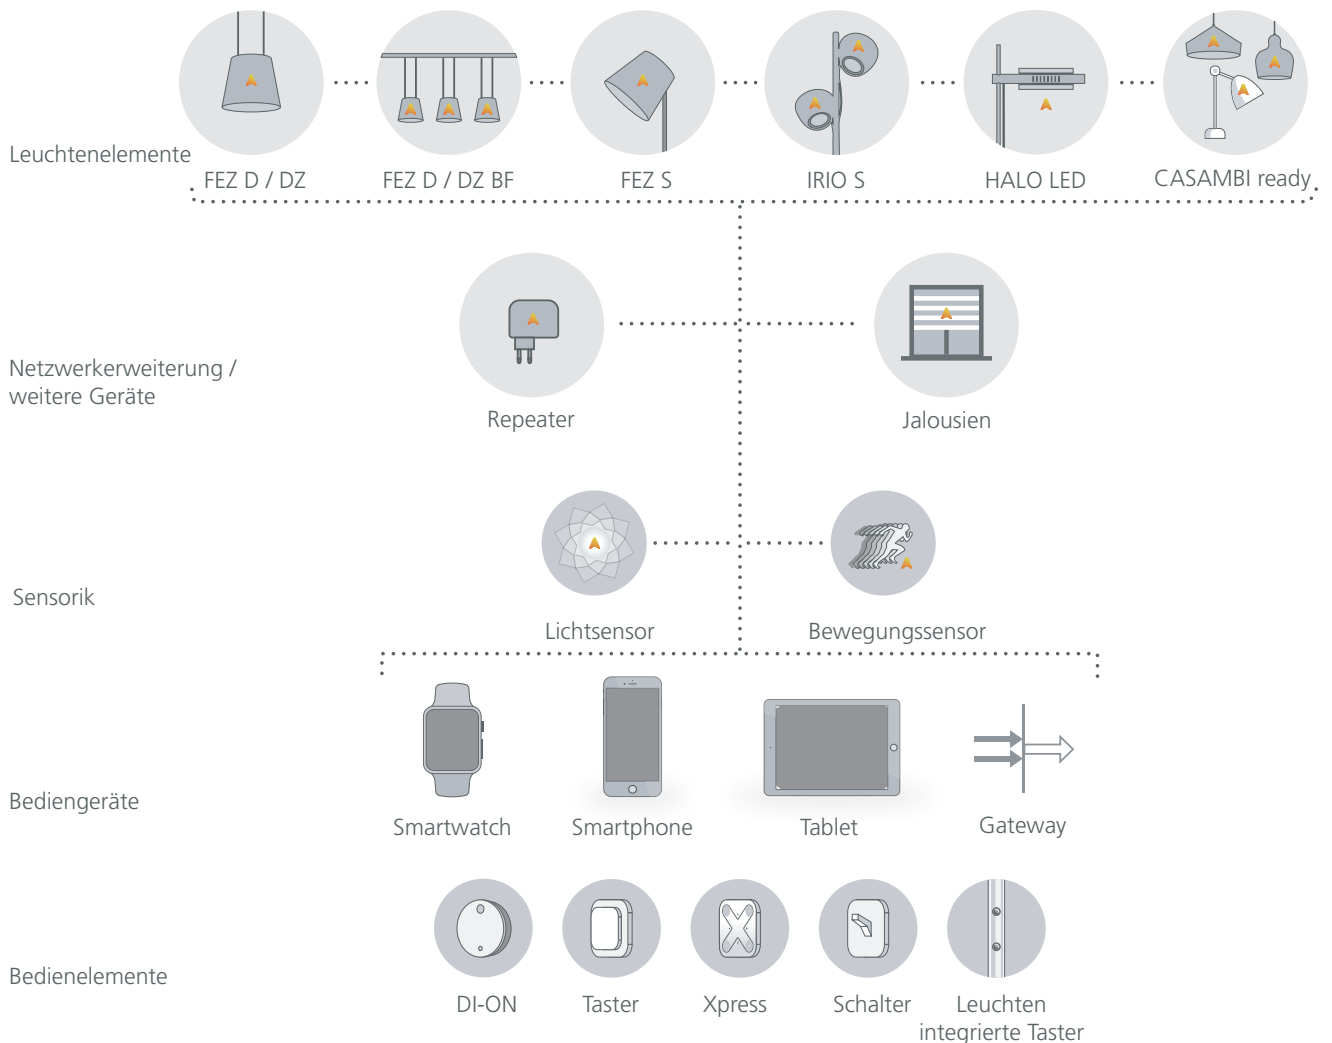 Leuchtenelemente
FEZ D / DZ
FEZ D / DZ BF
FEZ S
IRIO S
HALO LED
CASAMBI ready
Netzwerkerweiterung /
weitere Geräte
Repeater
Jalousien
Sensorik
Lichtsensor
Bewegungssensor
Bediengeräte
Smartwatch
Smartphone
Tablet
Gateway
Bedienelemente
DI-ON
Taster
Xpress
Schalter
Leuchten
integrierte Taster